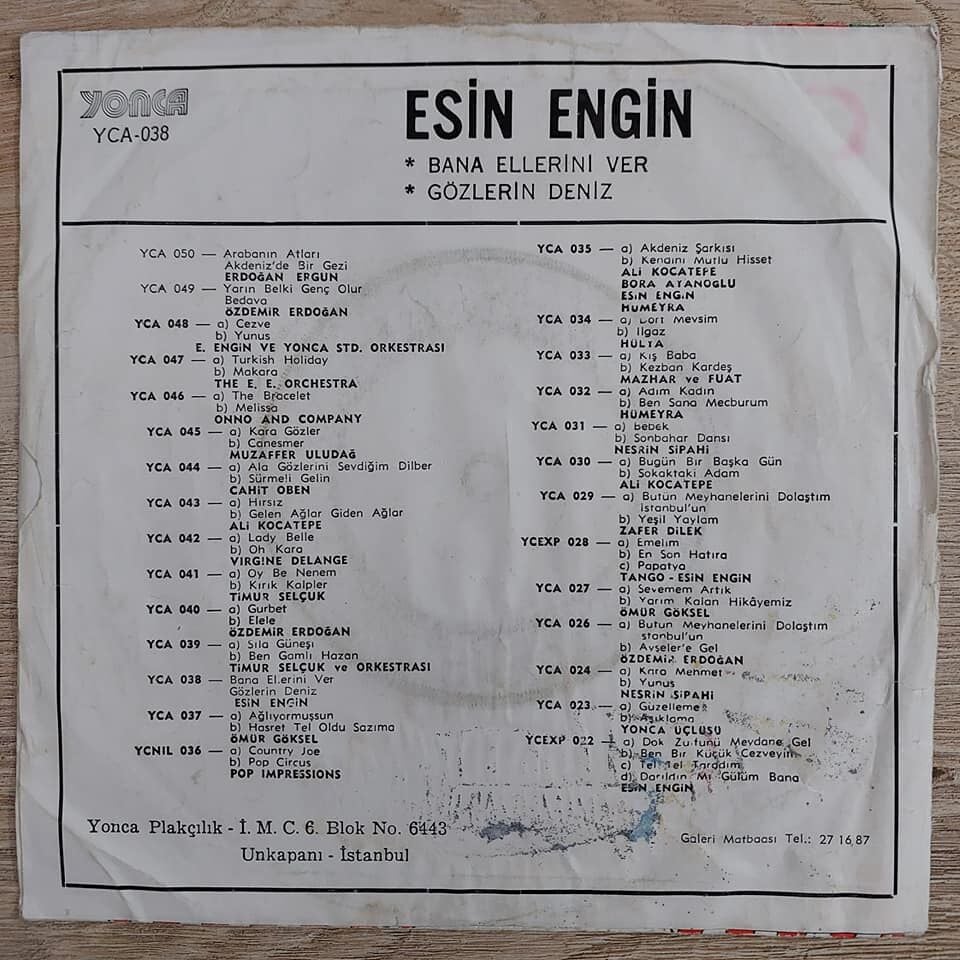 YONCA
YCA-038
ESİN ENGİN
* BANA ELLERİNİ VER
* GÖZLERİN DENİZ
YCA 050 — Arabanın Atları
Akdeniz'de Bir Gezi
ERDOĞAN ERGUN
YCA 049 — Yarın Belki Genç Olur
Bedava
ÖZDEMİR ERDOĞAN
YCA 048 — a) Cezve
b) Yunus
E. ENGİN VE YONCA STD. ORKESTRASI
YCA 047 — a) Turkish Holiday
b) Makara
THE E. E. ORCHESTRA
YCA 046 — a) The Bracelet
b) Melissa
ONNO AND COMPANY
YCA 045 — a) Kara Gözler
b) Canesmer
MUZAFFER ULUDAĞ
YCA 044 — a) Ala Gözlerini Sevdiğim Dilber
b) Sürmeli Gelin
CAHİT OBEN
YCA 043 — a) Hırsız
b) Gelen Ağlar Giden Ağlar
ALİ KOCATEPE
YCA 042 — a) Lady Belle
b) Oh Kara
VIRGINE DELANGE
YCA 041 — a) Oy Be Nenem
b) Kırık Kalpler
TİMUR SELÇUK
YCA 040 — a) Gurbet
b) Elele
ÖZDEMİR ERDOĞAN
YCA 039 — a) Sıla Güneşi
b) Ben Gamlı Hazan
TİMUR SELÇUK ve ORKESTRASI
YCA 038 — Bana Ellerini Ver
Gözlerin Deniz
ESİN ENGİN
YCA 037 — a) Ağlıyormuşsun
b) Hasret Tel Oldu Sazıma
ÖMÜR GÖKSEL
YCNIL 036 — a) Country Joe
b) Pop Circus
POP IMPRESSIONS
YCA 035 — a) Akdeniz Şarkısı
b) Kendini Mutlu Hisset
ALİ KOCATEPE
BORA AYANOĞLU
ESİN ENGİN
HÜMEYRA
YCA 034 — a) Dört Mevsim
b) Ilgaz
HÜLYA
YCA 033 — a) Kış Baba
b) Kezban Kardeş
MAZHAR ve FUAT
YCA 032 — a) Adım Kadın
b) Ben Sana Mecburum
HÜMEYRA
YCA 031 — a) Bebek
b) Sonbahar Dansı
NESRİN SİPAHİ
YCA 030 — a) Bugün Bir Başka Gün
b) Sokaktaki Adam
ALİ KOCATEPE
YCA 029 — a) Bütün Meyhanelerini Dolaştım
İstanbul'un
b) Yeşil Yaylam
ZAFER DİLEK
YCEXP 028 — a) Emelim
b) En Son Hatıra
c) Papatya
TANGO - ESİN ENGİN
YCA 027 — a) Sevemem Artık
b) Yarım Kalan Hikâyemiz
ÖMÜR GÖKSEL
YCA 026 — a) Butun Meyhanelerini Dolaştım
stanbul'un
b) Ayşeler'e Gel
ÖZDEMİR ERDOĞAN
YCA 024 — a) Kara Mehmet
b) Yunus
NESRİN SİPAHİ
YCA 023 — a) Güzelleme
b) Aşıklama
YONCA ÜÇLÜSÜ
YCEXP 022 — a) Dök Zülfünü Meydane Gel
b) Ben Bir Küçük Cezveyim
c) Tel Tel Taradım
d) Darıldın Mı Gülüm Bana
ESİN ENGİN
Yonca Plakçılık - İ. M. C. 6. Blok No. 6443
Unkapanı - İstanbul
Galeri Matbaası Tel.: 27 16 87